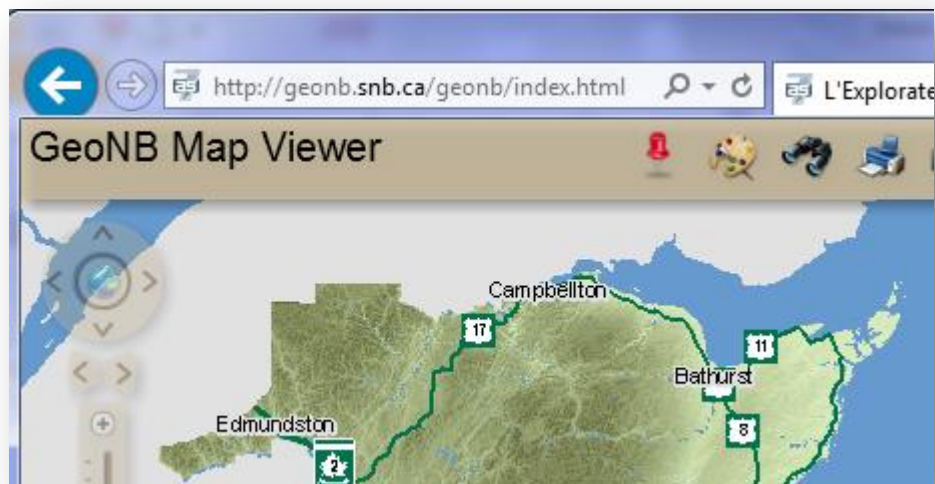 http://geonb.snb.ca/geonb/index.html
L'Explorate
GeoNB Map Viewer
Campbellton
17
11
Bathurst
Edmundston
8
2